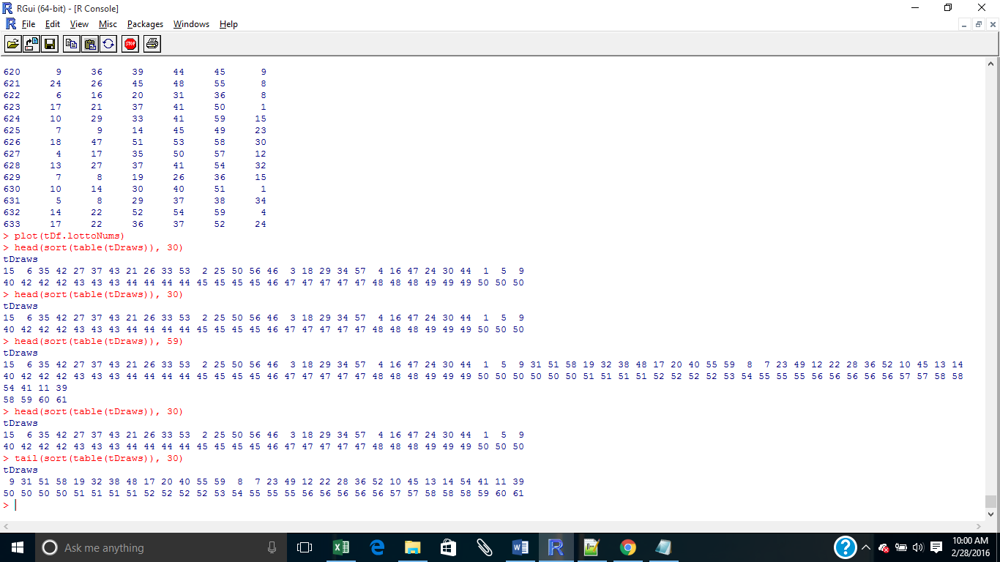 RGui (64-bit) - [R Console]
File Edit View Misc Packages Windows Help
STOP
620 9 36 39 44 45 9
621 24 26 45 48 55 8
622 6 16 20 31 36 8
623 17 21 37 41 50 1
624 10 29 33 41 59 15
625 7 9 14 45 49 23
626 18 47 51 53 58 30
627 4 17 35 50 57 12
628 13 27 37 41 54 32
629 7 8 19 26 36 15
630 10 14 30 40 51 1
631 5 8 29 37 38 34
632 14 22 52 54 59 4
633 17 22 36 37 52 24
> plot(tDf.lottoNums)
> head(sort(table(tDraws)), 30)
tDraws
15 6 35 42 27 37 43 21 26 33 53 2 25 50 56 46 3 18 29 34 57 4 16 47 24 30 44 1 5 9
40 42 42 42 43 43 43 44 44 44 44 45 45 45 45 46 47 47 47 47 47 48 48 48 49 49 49 50 50 50
> head(sort(table(tDraws)), 30)
tDraws
15 6 35 42 27 37 43 21 26 33 53 2 25 50 56 46 3 18 29 34 57 4 16 47 24 30 44 1 5 9
40 42 42 42 43 43 43 44 44 44 44 45 45 45 45 46 47 47 47 47 47 48 48 48 49 49 49 50 50 50
> head(sort(table(tDraws)), 59)
tDraws
15 6 35 42 27 37 43 21 26 33 53 2 25 50 56 46 3 18 29 34 57 4 16 47 24 30 44 1 5 9 31 51 58 19 32 38 48 17 20 40 55 59 8 7 23 49 12 22 28 36 52 10 45 13 14
40 42 42 42 43 43 43 44 44 44 44 45 45 45 45 46 47 47 47 47 47 48 48 48 49 49 49 50 50 50 50 50 50 51 51 51 51 52 52 52 52 53 54 55 55 55 56 56 56 56 56 57 57 58 58
54 41 11 39
58 59 60 61
> head(sort(table(tDraws)), 30)
tDraws
15 6 35 42 27 37 43 21 26 33 53 2 25 50 56 46 3 18 29 34 57 4 16 47 24 30 44 1 5 9
40 42 42 42 43 43 43 44 44 44 44 45 45 45 45 46 47 47 47 47 47 48 48 48 49 49 49 50 50 50
> tail(sort(table(tDraws)), 30)
tDraws
9 31 51 58 19 32 38 48 17 20 40 55 59 8 7 23 49 12 22 28 36 52 10 45 13 14 54 41 11 39
50 50 50 50 51 51 51 51 52 52 52 52 53 54 55 55 55 56 56 56 56 56 57 57 58 58 58 59 60 61
>
Ask me anything
10:00 AM
2/28/2016